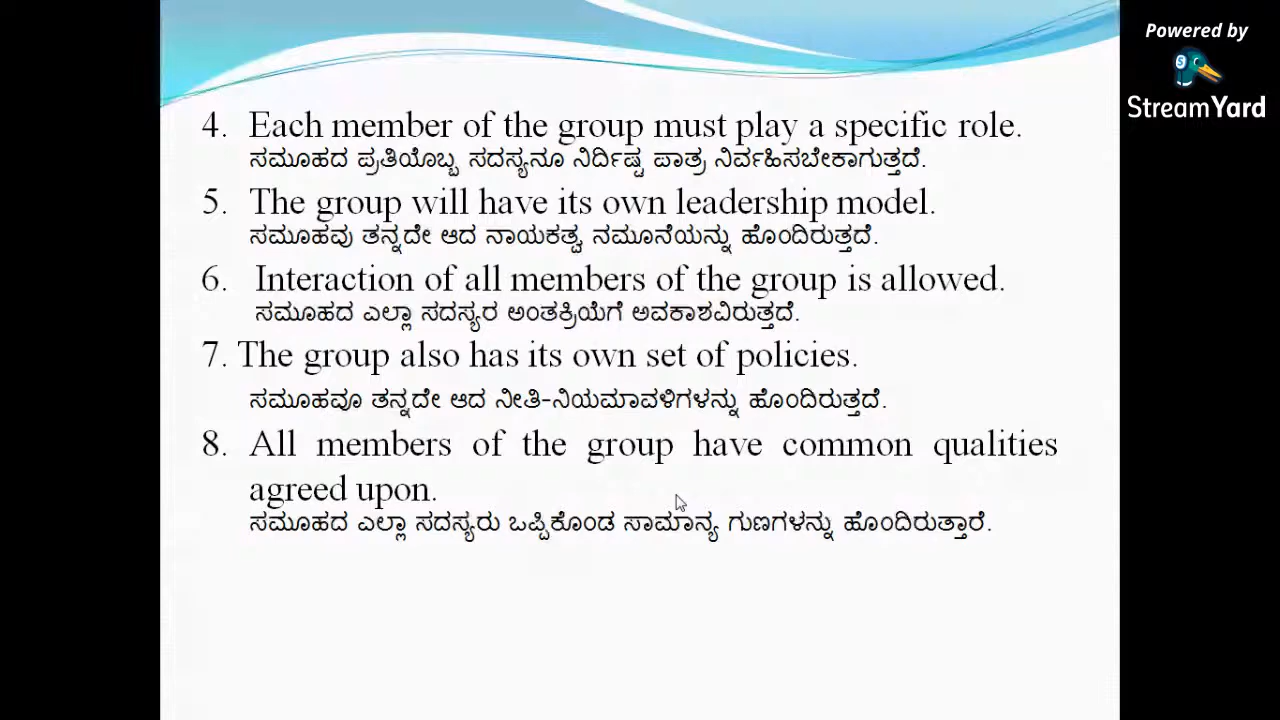 Powered by
StreamYard
4. Each member of the group must play a specific role.
ಸಮೂಹದ ಪ್ರತಿಯೊಬ್ಬ ಸದಸ್ಯನೂ ನಿರ್ದಿಷ್ಟ ಪಾತ್ರ ನಿರ್ವಹಿಸಬೇಕಾಗುತ್ತದೆ.
5. The group will have its own leadership model.
ಸಮೂಹವು ತನ್ನದೇ ಆದ ನಾಯಕತ್ವ ನಮೂನೆಯನ್ನು ಹೊಂದಿರುತ್ತದೆ.
6. Interaction of all members of the group is allowed.
ಸಮೂಹದ ಎಲ್ಲಾ ಸದಸ್ಯರ ಅಂತಕ್ರಿಯೆಗೆ ಅವಕಾಶವಿರುತ್ತದೆ.
7. The group also has its own set of policies.
ಸಮೂಹವೂ ತನ್ನದೇ ಆದ ನೀತಿ-ನಿಯಮಾವಳಿಗಳನ್ನು ಹೊಂದಿರುತ್ತದೆ.
8. All members of the group have common qualities
agreed upon.
ಸಮೂಹದ ಎಲ್ಲಾ ಸದಸ್ಯರು ಒಪ್ಪಿಕೊಂಡ ಸಾಮಾನ್ಯ ಗುಣಗಳನ್ನು ಹೊಂದಿರುತ್ತಾರೆ.